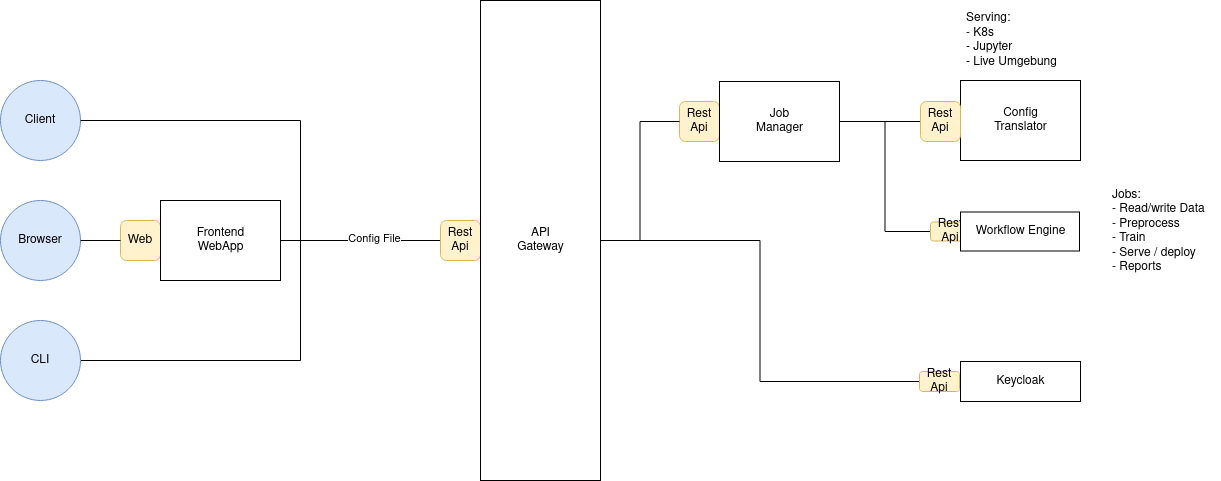 Serving:
- K8s
- Jupyter
- Live Umgebung
Client
Rest
Api
Job
Manager
Rest
Api
Config
Translator
Jobs:
- Read/write Data
- Preprocess
- Train
- Serve / deploy
- Reports
Browser
Web
Frontend
WebApp
Config File
Rest
Api
API
Gateway
Rest
Api
Workflow Engine
CLI
Rest
Api
Keycloak